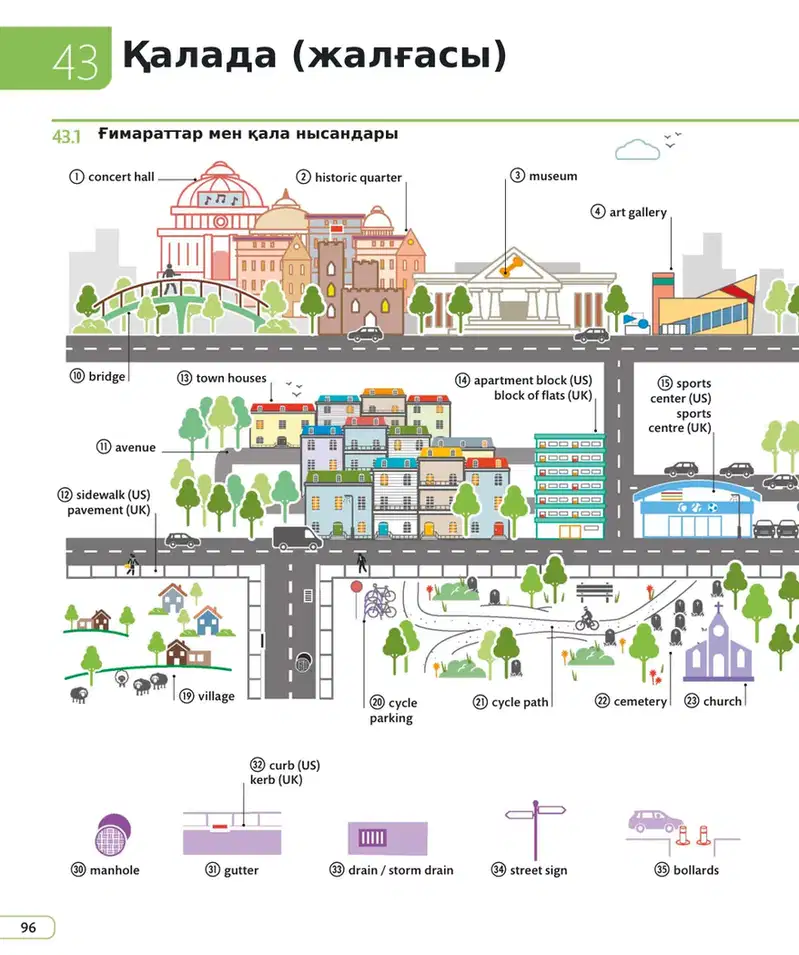 43 Қалада (жалғасы)
43.1 Ғимараттар мен қала нысандары
1 concert hall
2 historic quarter
3 museum
4 art gallery
10 bridge
13 town houses
14 apartment block (US)
block of flats (UK)
15 sports
center (US)
sports
centre (UK)
11 avenue
12 sidewalk (US)
pavement (UK)
19 village
20 cycle
parking
21 cycle path
22 cemetery
23 church
32 curb (US)
kerb (UK)
30 manhole
31 gutter
33 drain / storm drain
34 street sign
35 bollards
96